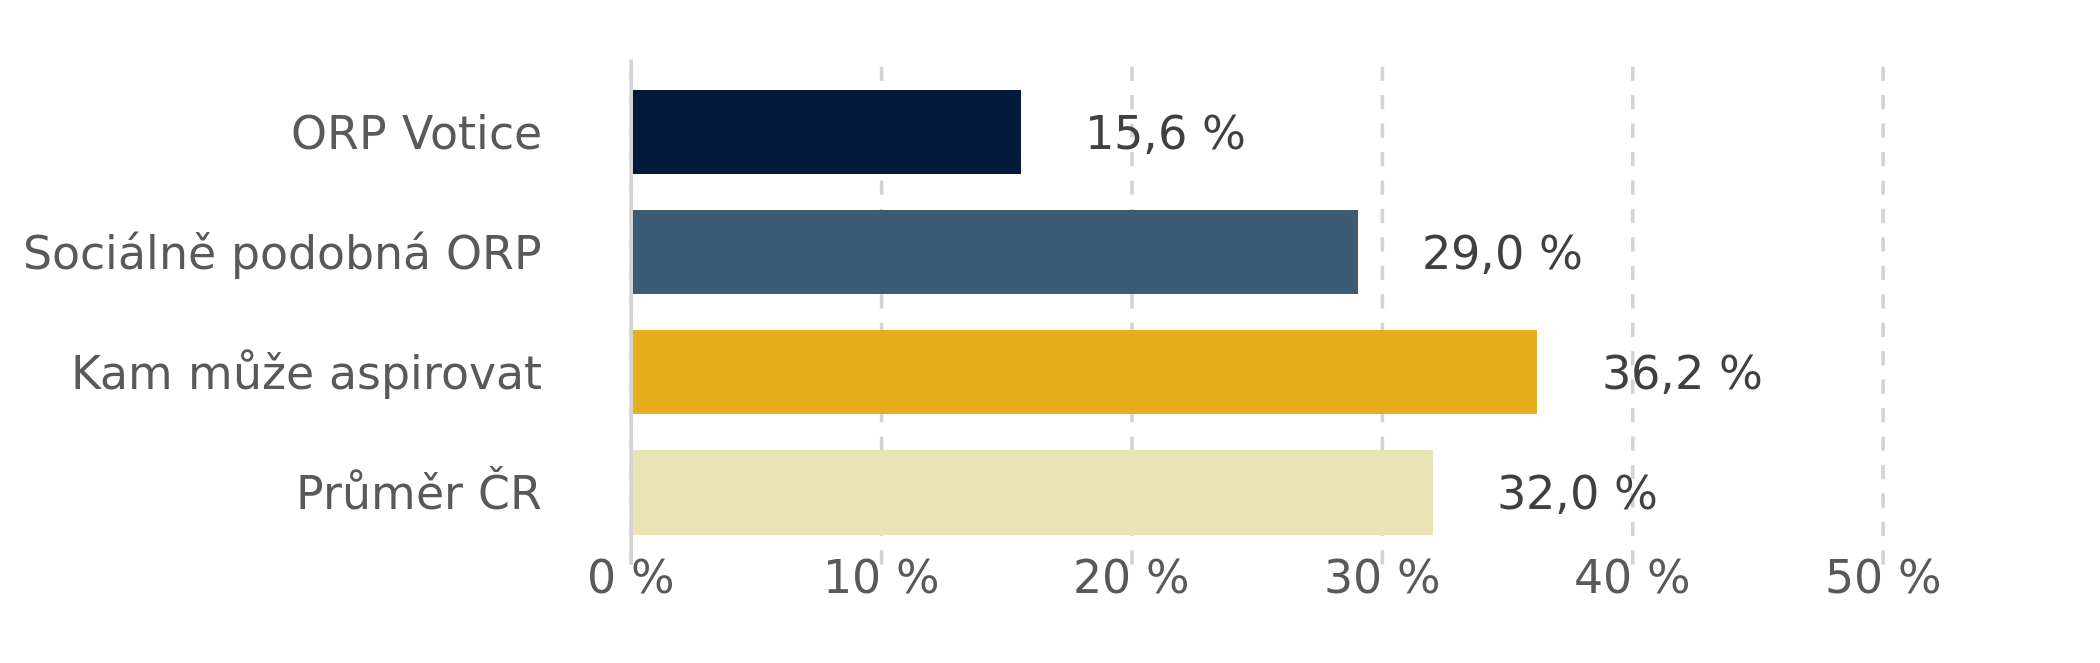 ORP Votice 15,6 %
Sociálně podobná ORP 29,0 %
Kam může aspirovat 36,2 %
Průměr ČR 32,0 %
0 % 10 % 20 % 30 % 40 % 50 %